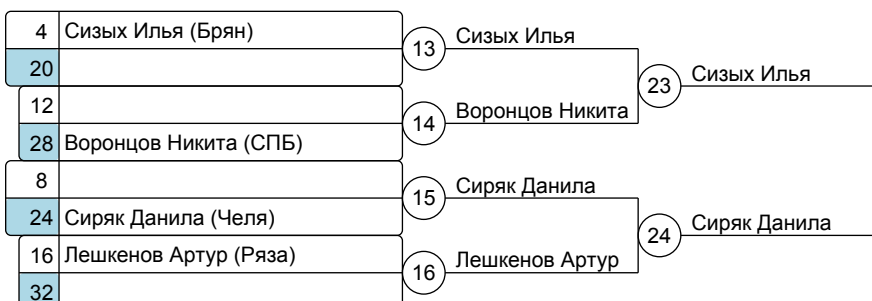 4 Сизых Илья (Брян)
20
13 Сизых Илья
12
28 Воронцов Никита (СПБ)
14 Воронцов Никита
23 Сизых Илья
8
24 Сиряк Данила (Челя)
15 Сиряк Данила
16 Лешкенов Артур (Ряза)
32
16 Лешкенов Артур
24 Сиряк Данила